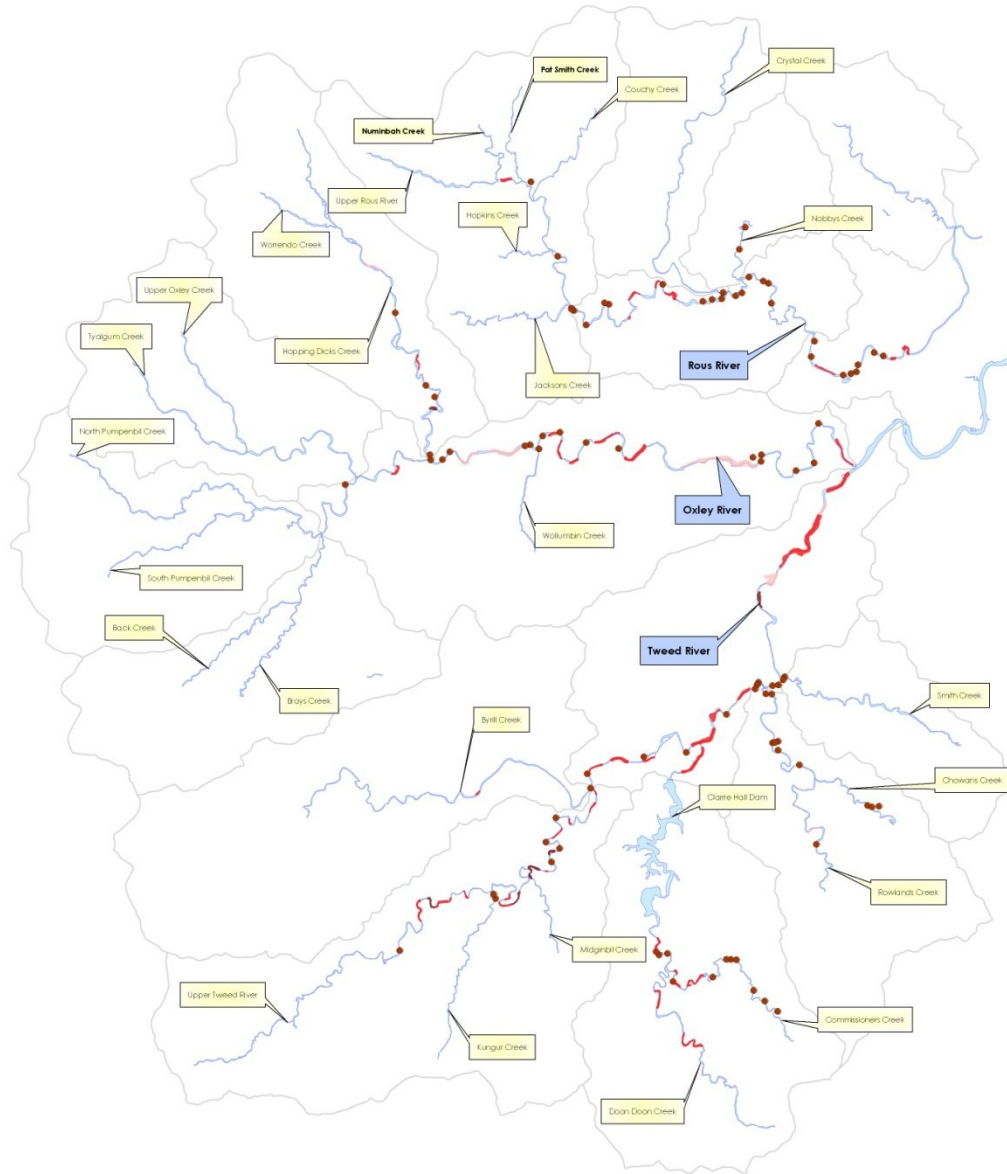 Crystal Creek
Pat Smith Creek
Couchy Creek
Numinbah Creek
Upper Rous River
Hopkins Creek
Nobbys Creek
Worrendo Creek
Upper Oxley Creek
Tyalgum Creek
Hopping Dicks Creek
Rous River
Jacksons Creek
North Pumpenbil Creek
Oxley River
Wollumbin Creek
South Pumpenbil Creek
Back Creek
Tweed River
Brays Creek
Smith Creek
Byrill Creek
Chowans Creek
Clarrie Hall Dam
Rowlands Creek
Midginbil Creek
Upper Tweed River
Commissioners Creek
Kungur Creek
Doon Doon Creek